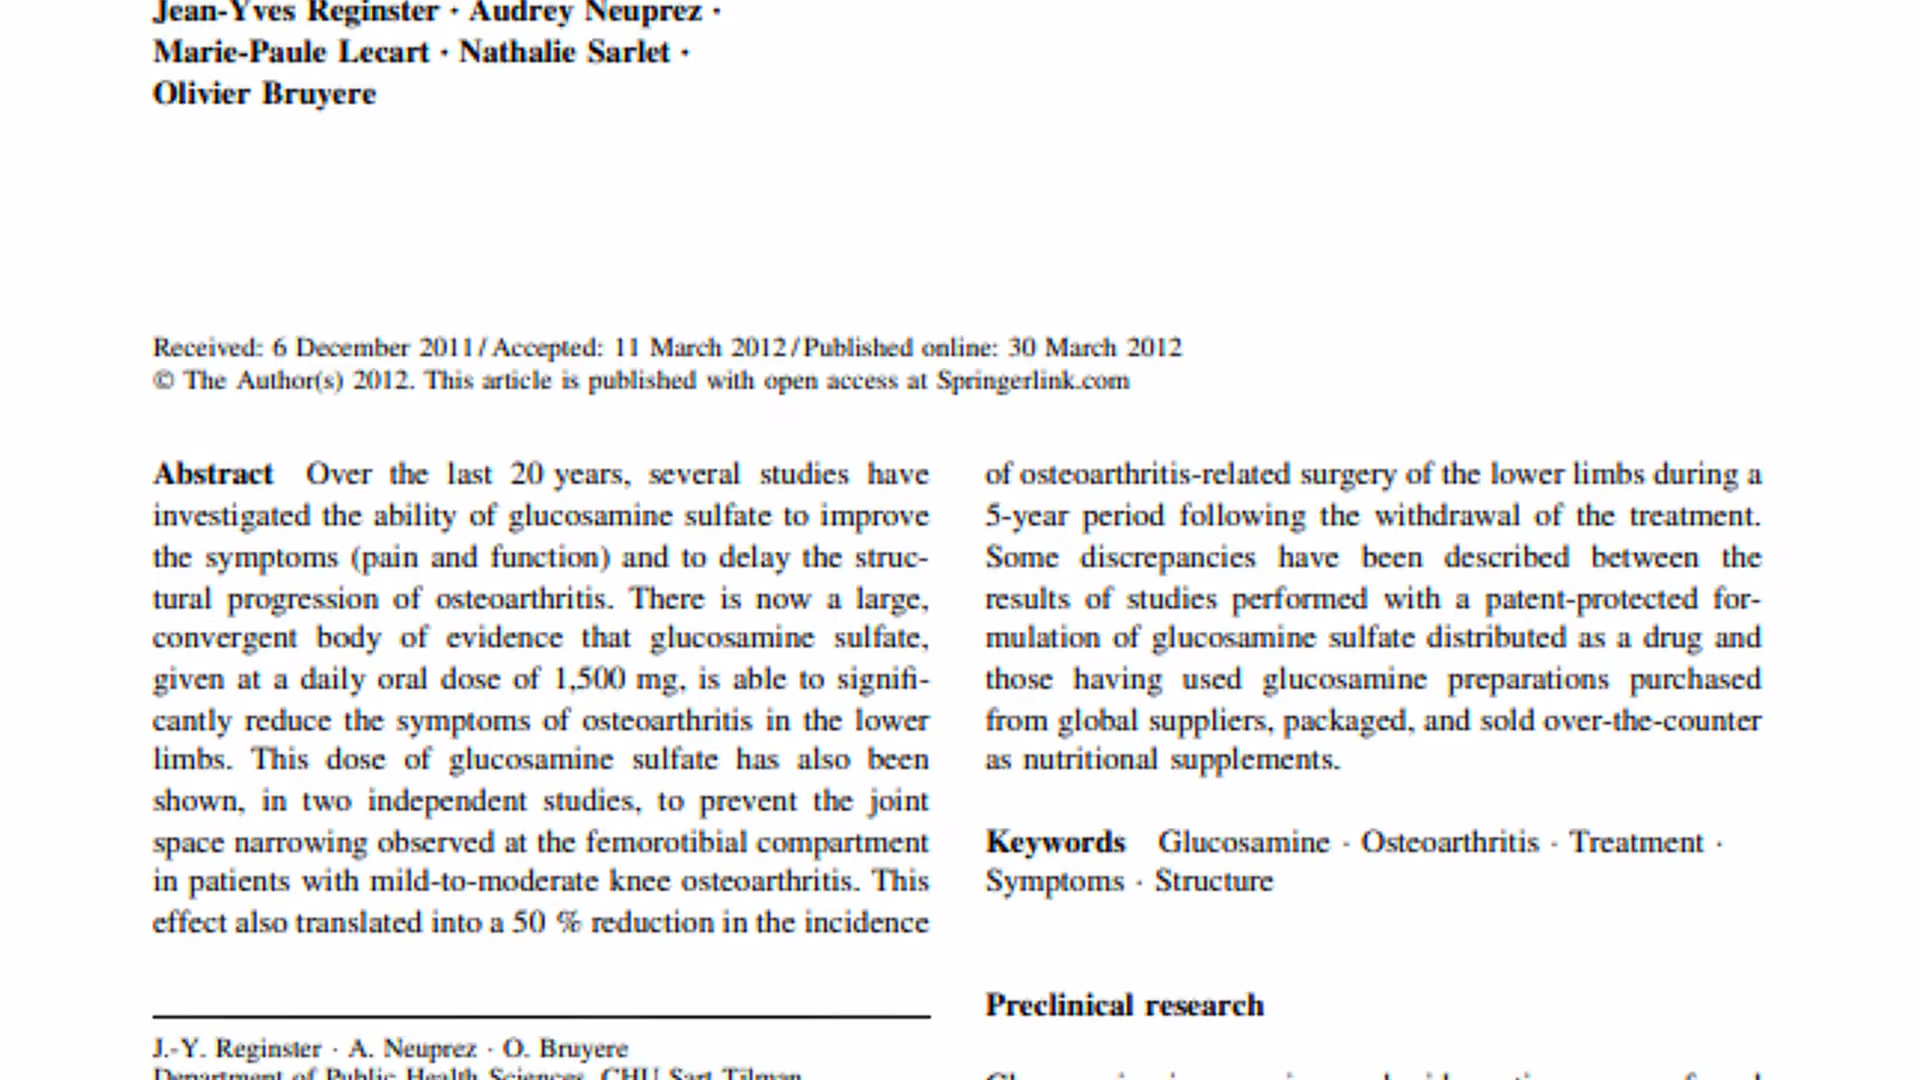 Jean-Yves Reginster · Audrey Neuprez ·
Marie-Paule Lecart · Nathalie Sarlet ·
Olivier Bruyere
Received: 6 December 2011 / Accepted: 11 March 2012 / Published online: 30 March 2012
© The Author(s) 2012. This article is published with open access at Springerlink.com
Abstract Over the last 20 years, several studies have
investigated the ability of glucosamine sulfate to improve
the symptoms (pain and function) and to delay the struc-
tural progression of osteoarthritis. There is now a large,
convergent body of evidence that glucosamine sulfate,
given at a daily oral dose of 1,500 mg, is able to signifi-
cantly reduce the symptoms of osteoarthritis in the lower
limbs. This dose of glucosamine sulfate has also been
shown, in two independent studies, to prevent the joint
space narrowing observed at the femorotibial compartment
in patients with mild-to-moderate knee osteoarthritis. This
effect also translated into a 50 % reduction in the incidence
of osteoarthritis-related surgery of the lower limbs during a
5-year period following the withdrawal of the treatment.
Some discrepancies have been described between the
results of studies performed with a patent-protected for-
mulation of glucosamine sulfate distributed as a drug and
those having used glucosamine preparations purchased
from global suppliers, packaged, and sold over-the-counter
as nutritional supplements.
Keywords Glucosamine · Osteoarthritis · Treatment ·
Symptoms · Structure
Preclinical research
J.-Y. Reginster · A. Neuprez · O. Bruyere
Department of Public Health Sciences, CHU Sart Tilman